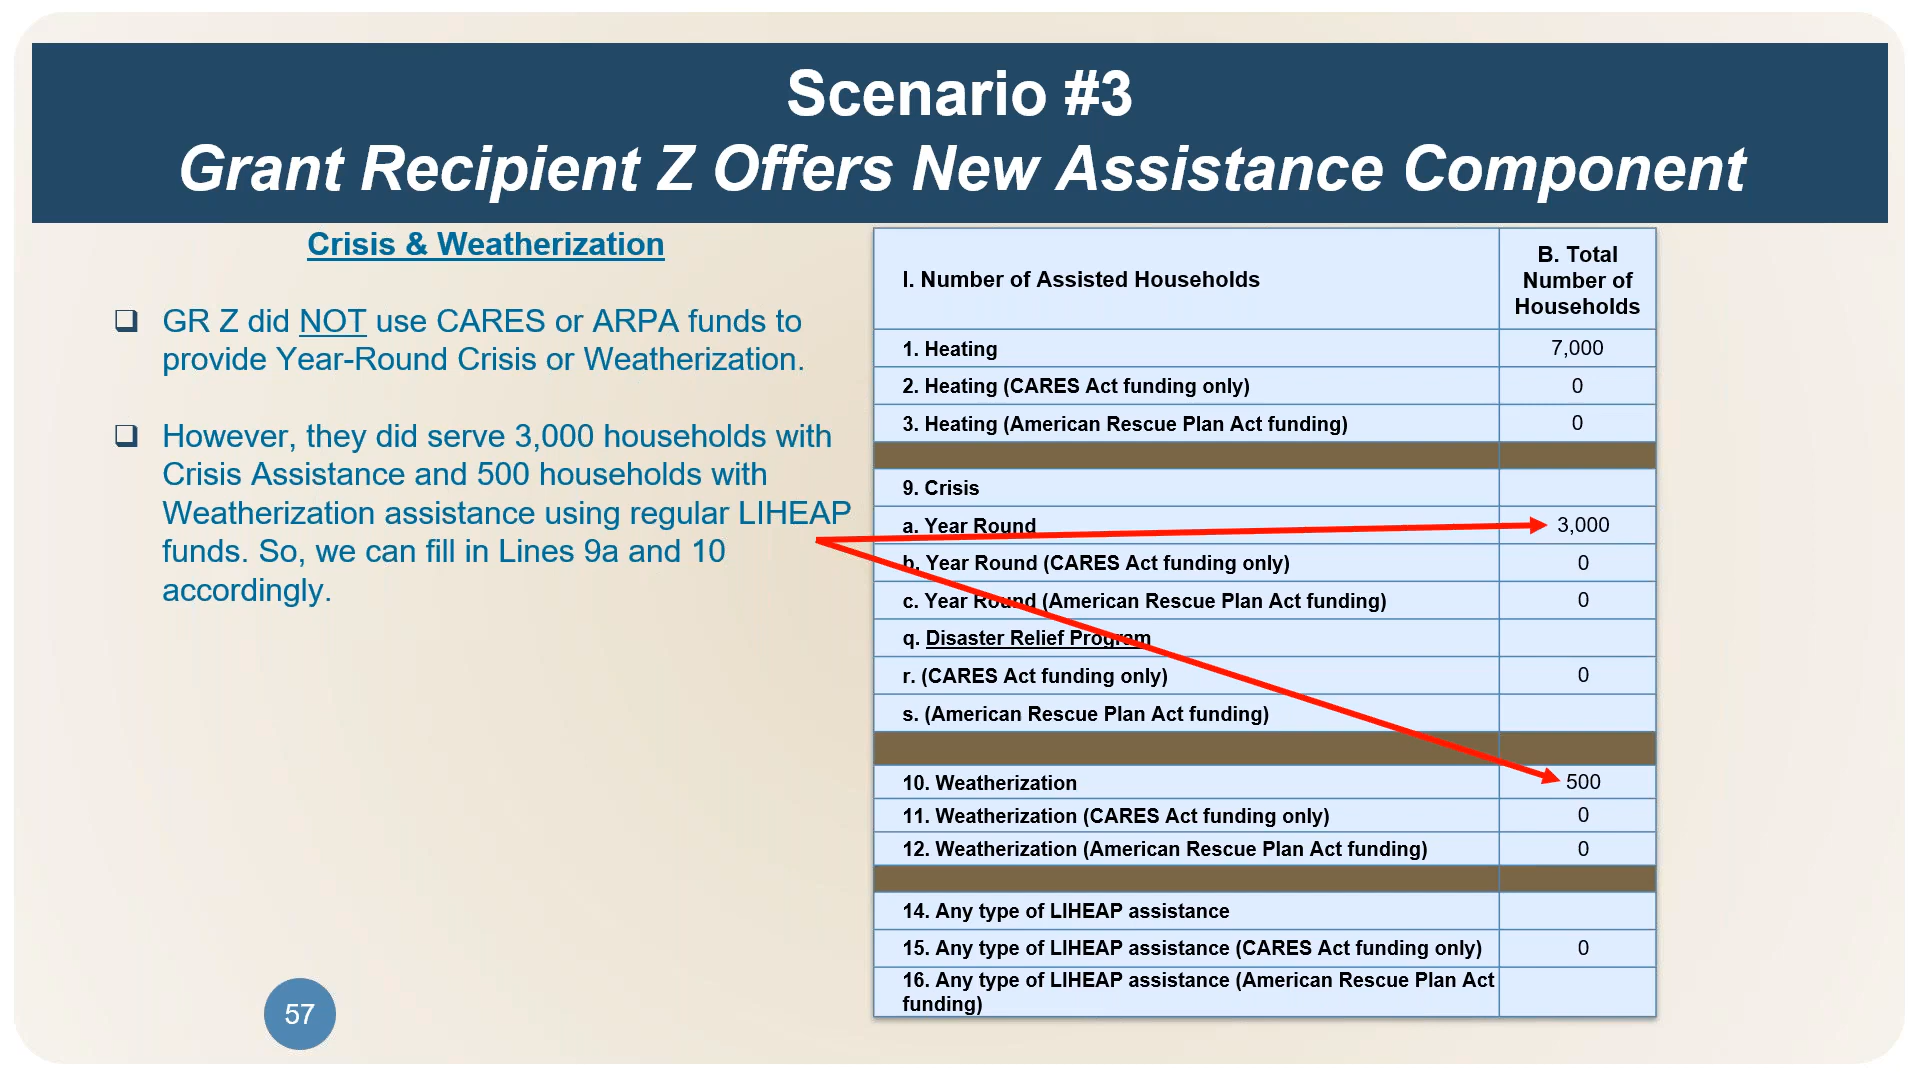 Scenario #3
Grant Recipient Z Offers New Assistance Component
Crisis & Weatherization
❑ GR Z did NOT use CARES or ARPA funds to
provide Year-Round Crisis or Weatherization.
❑ However, they did serve 3,000 households with
Crisis Assistance and 500 households with
Weatherization assistance using regular LIHEAP
funds. So, we can fill in Lines 9a and 10
accordingly.
I. Number of Assisted Households B. Total Number of Households
1. Heating 7,000
2. Heating (CARES Act funding only) 0
3. Heating (American Rescue Plan Act funding) 0
9. Crisis
a. Year Round 3,000
b. Year Round (CARES Act funding only) 0
c. Year Round (American Rescue Plan Act funding) 0
q. Disaster Relief Program
r. (CARES Act funding only) 0
s. (American Rescue Plan Act funding)
10. Weatherization 500
11. Weatherization (CARES Act funding only) 0
12. Weatherization (American Rescue Plan Act funding) 0
14. Any type of LIHEAP assistance
15. Any type of LIHEAP assistance (CARES Act funding only) 0
16. Any type of LIHEAP assistance (American Rescue Plan Act
funding)
57